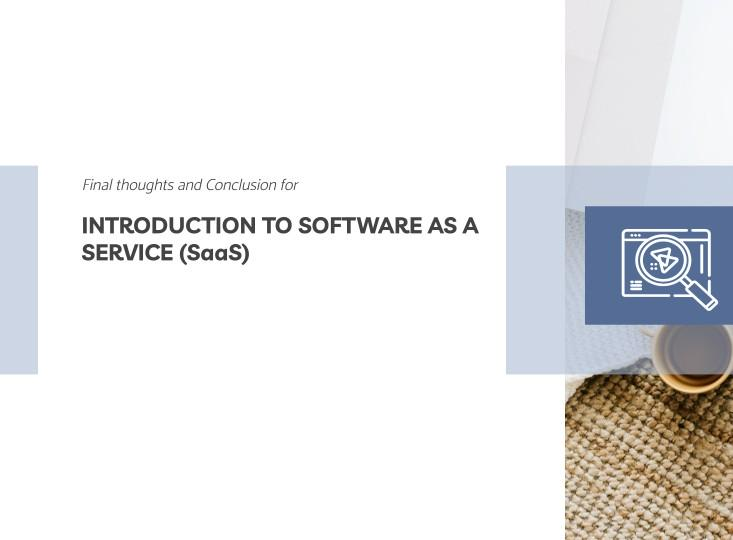 Final thoughts and Conclusion for
INTRODUCTION TO SOFTWARE AS A
SERVICE (SaaS)